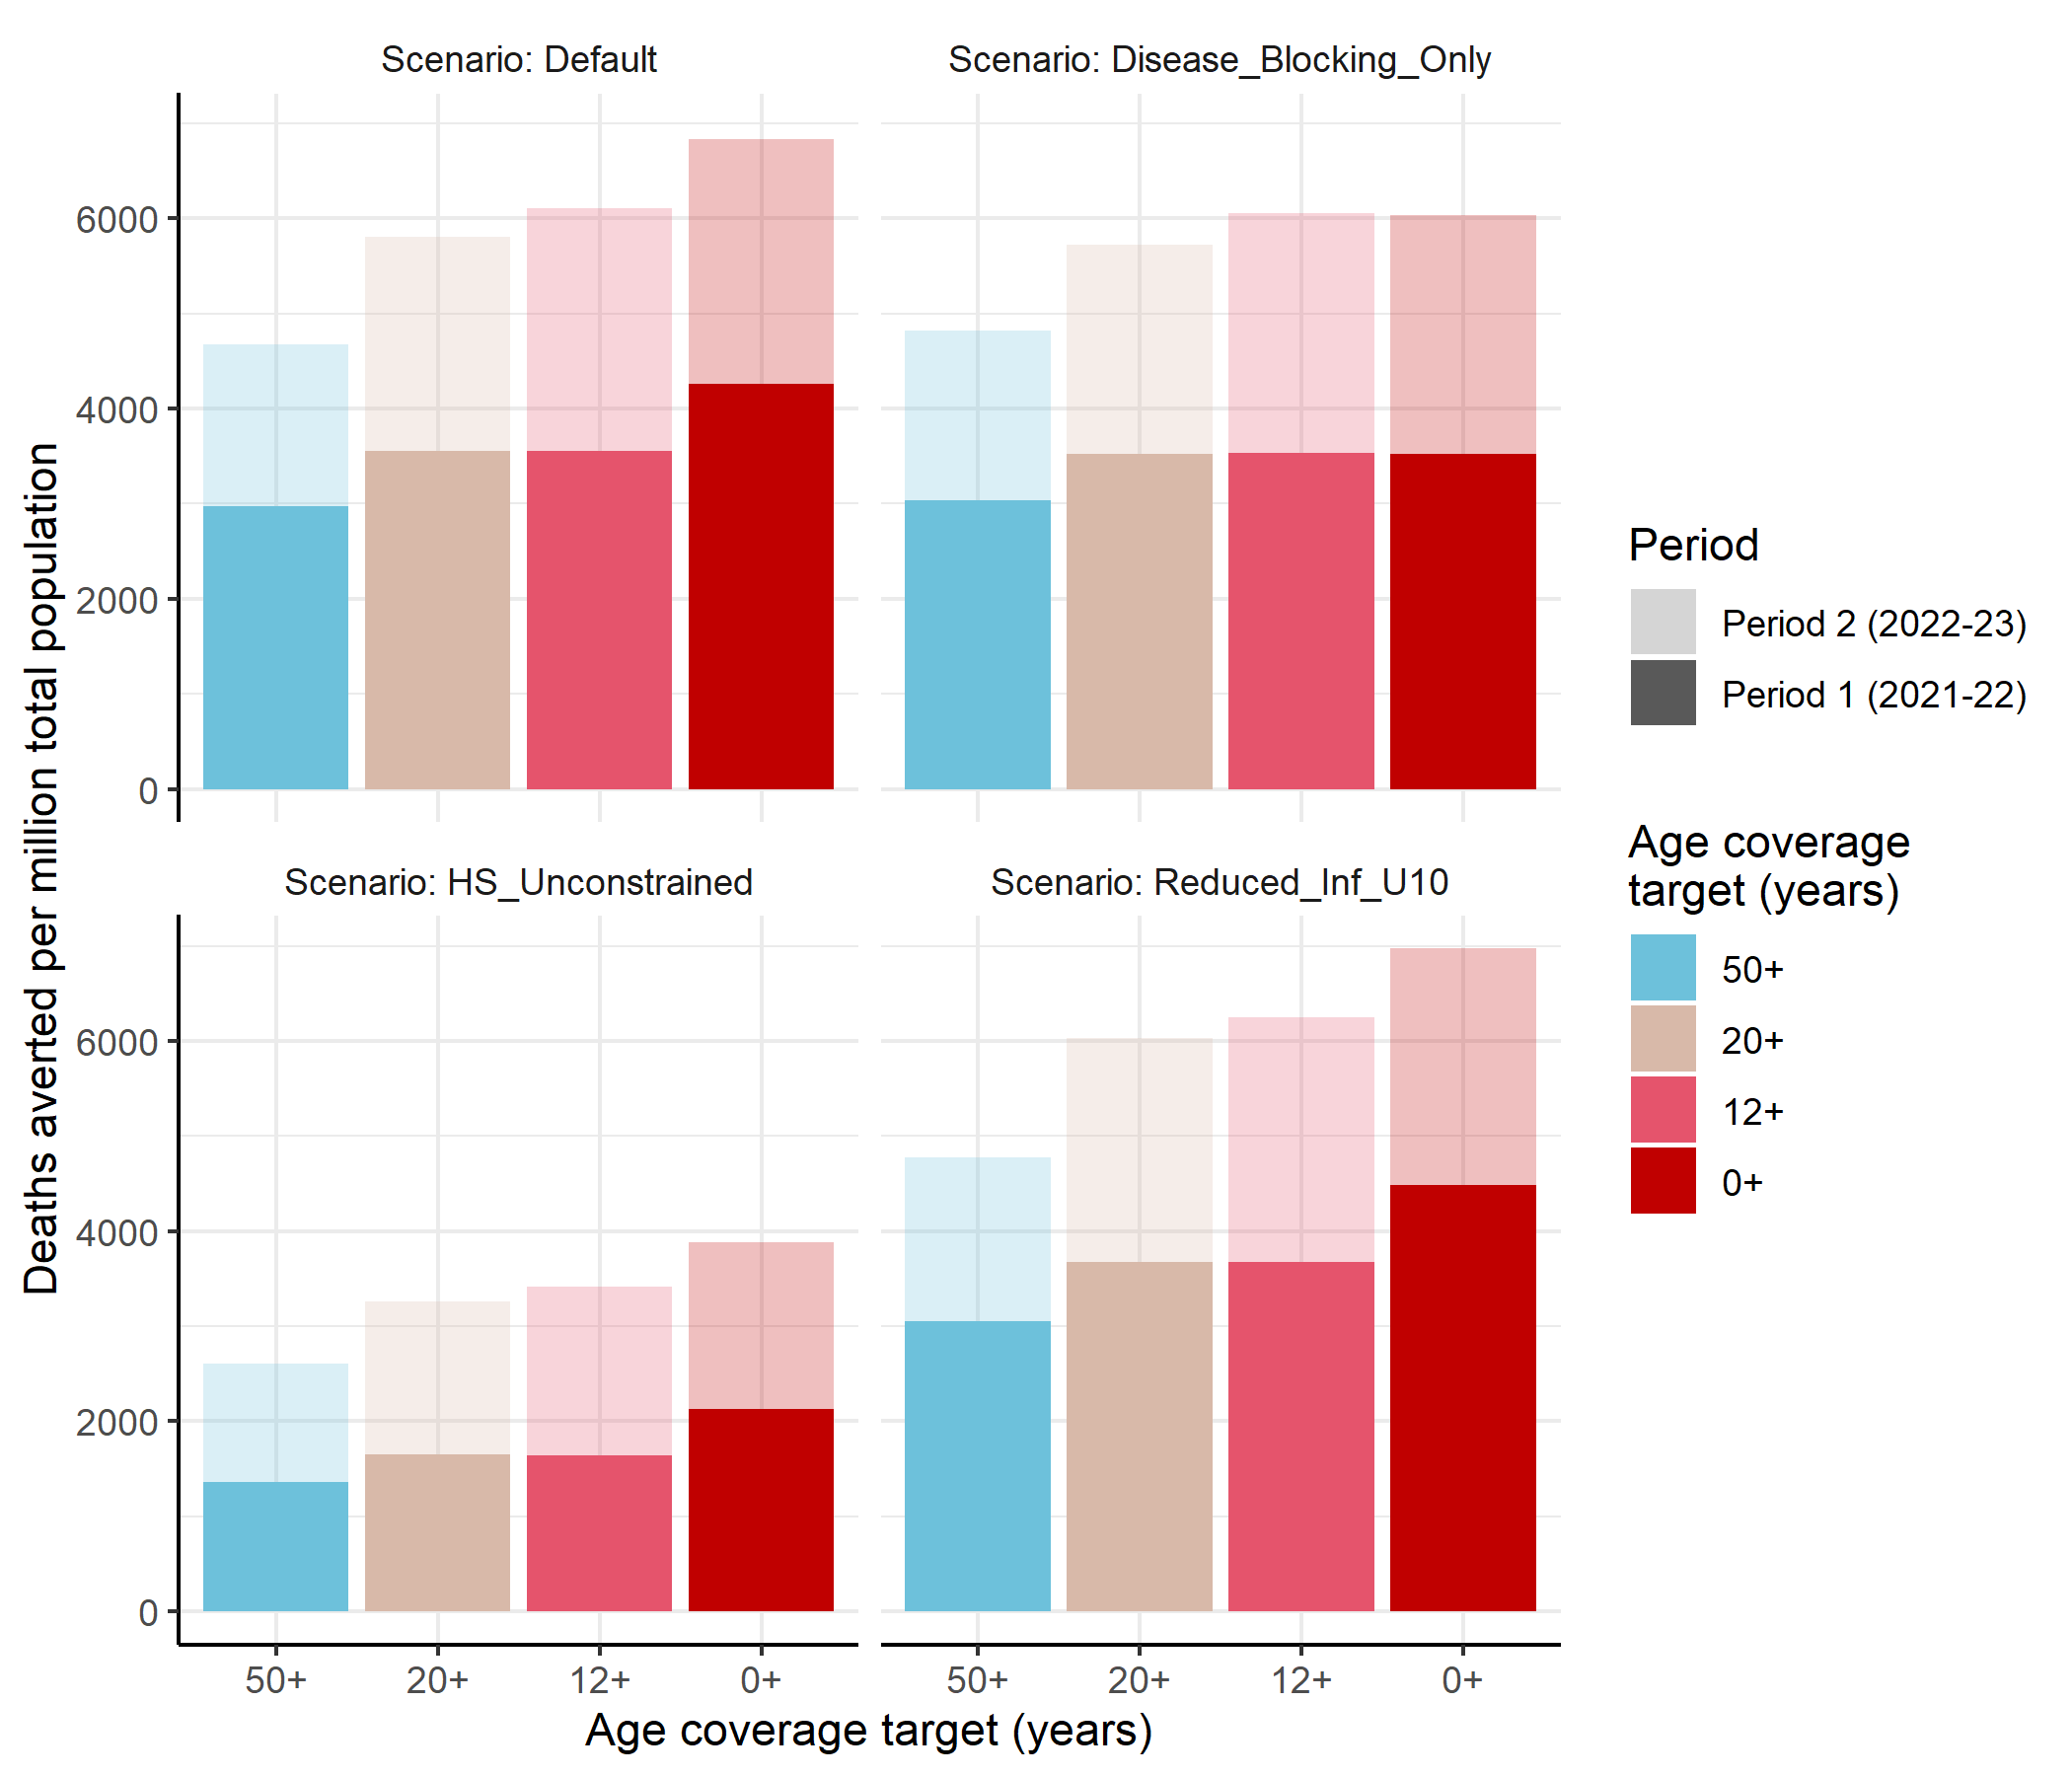 Scenario: Default
Scenario: Disease_Blocking_Only
6000
4000
2000
0
Scenario: HS_Unconstrained
Scenario: Reduced_Inf_U10
6000
4000
2000
0
50+
20+
12+
0+
50+
20+
12+
0+
Age coverage target (years)
Deaths averted per million total population
Period
Period 2 (2022-23)
Period 1 (2021-22)
Age coverage
target (years)
50+
20+
12+
0+